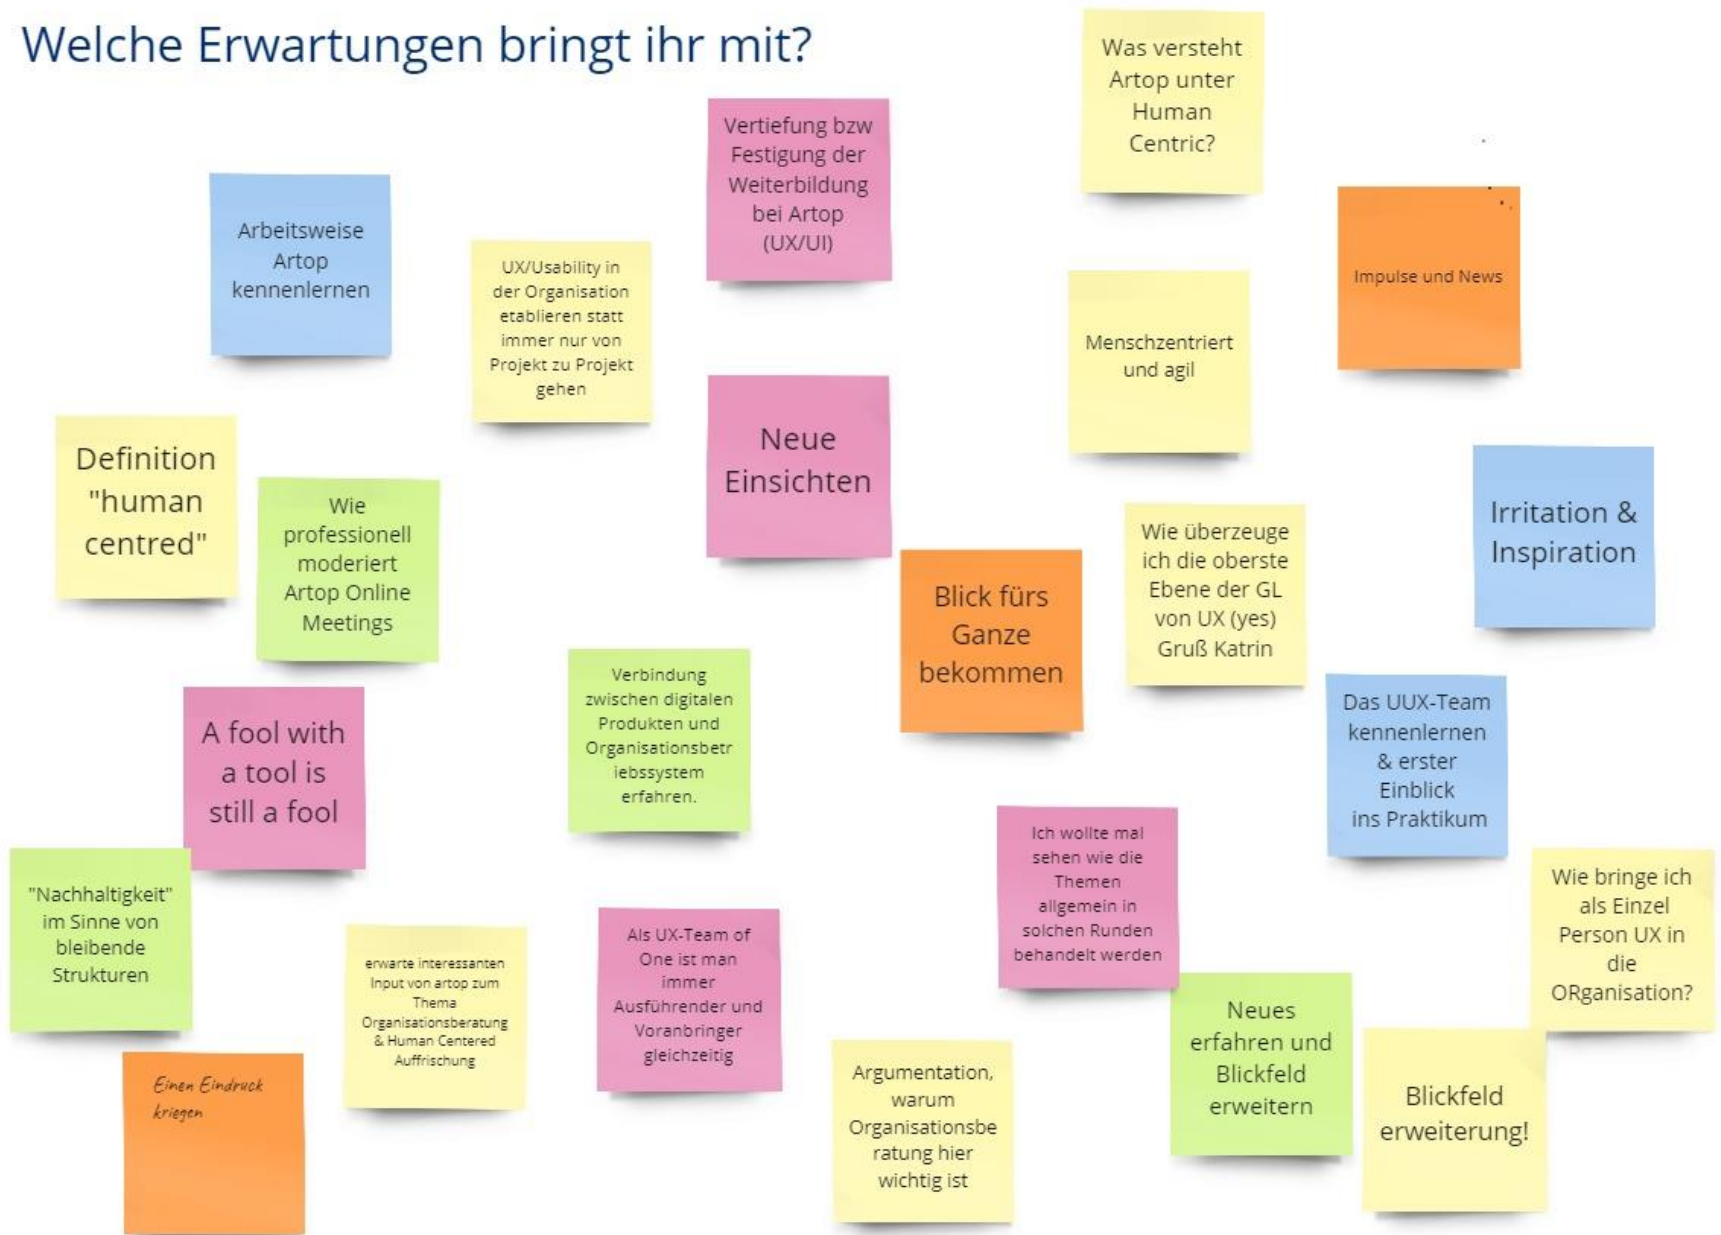 Welche Erwartungen bringt ihr mit?
Was versteht
Artop unter
Human
Centric?
Vertiefung bzw
Festigung der
Weiterbildung
bei Artop
(UX/UI)
Arbeitsweise
Artop
kennenlernen
UX/Usability in
der Organisation
etablieren statt
immer nur von
Projekt zu Projekt
gehen
Impulse und News
Menschzentriert
und agil
Neue
Einsichten
Definition
"human
centred"
Wie
professionell
moderiert
Artop Online
Meetings
Irritation &
Inspiration
Wie überzeuge
ich die oberste
Ebene der GL
von UX (yes)
Gruß Katrin
Blick fürs
Ganze
bekommen
Verbindung
zwischen digitalen
Produkten und
Organisationsbetr
iebssystem
erfahren.
A fool with
a tool is
still a fool
Das UUX-Team
kennenlernen
& erster
Einblick
ins Praktikum
Ich wollte mal
sehen wie die
Themen
allgemein in
solchen Runden
behandelt werden
"Nachhaltigkeit"
im Sinne von
bleibende
Strukturen
Wie bringe ich
als Einzel
Person UX in
die
ORganisation?
erwarte interessanten
Input von artop zum
Thema
Organisationsberatung
& Human Centered
Auffrischung
Als UX-Team of
One ist man
immer
Ausführender und
Voranbringer
gleichzeitig
Neues
erfahren und
Blickfeld
erweitern
Blickfeld
erweiterung!
Argumentation,
warum
Organisationsbe
ratung hier
wichtig ist
Einen Eindruck
kriegen